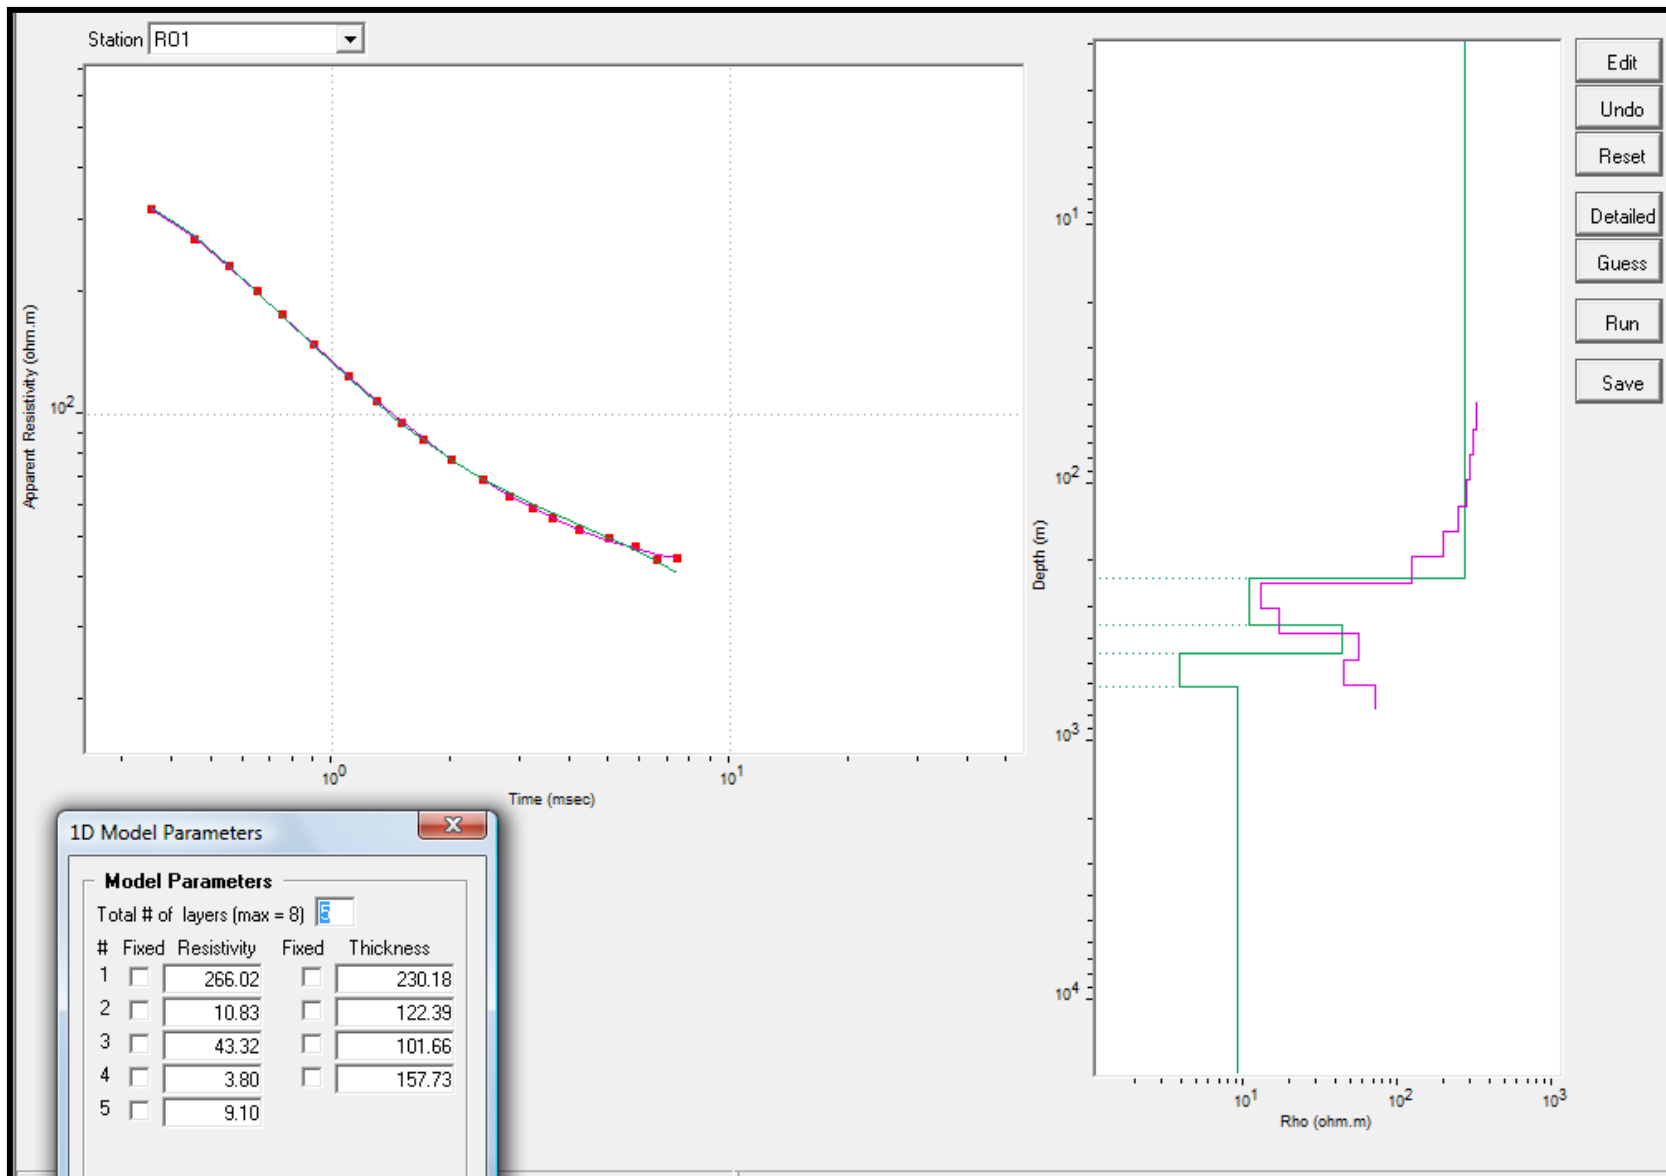 Station R01
Edit
Undo
Reset
Detailed
Guess
Run
Save
Apparent Resistivity (ohm.m)
10^2
10^0 10^1
Time (msec)
Depth (m)
10^1
10^2
10^3
10^4
10^1 10^2 10^3
Rho (ohm.m)
1D Model Parameters
Model Parameters
Total # of layers (max = 8) 5
# Fixed Resistivity Fixed Thickness
1 266.02 230.18
2 10.83 122.39
3 43.32 101.66
4 3.80 157.73
5 9.10